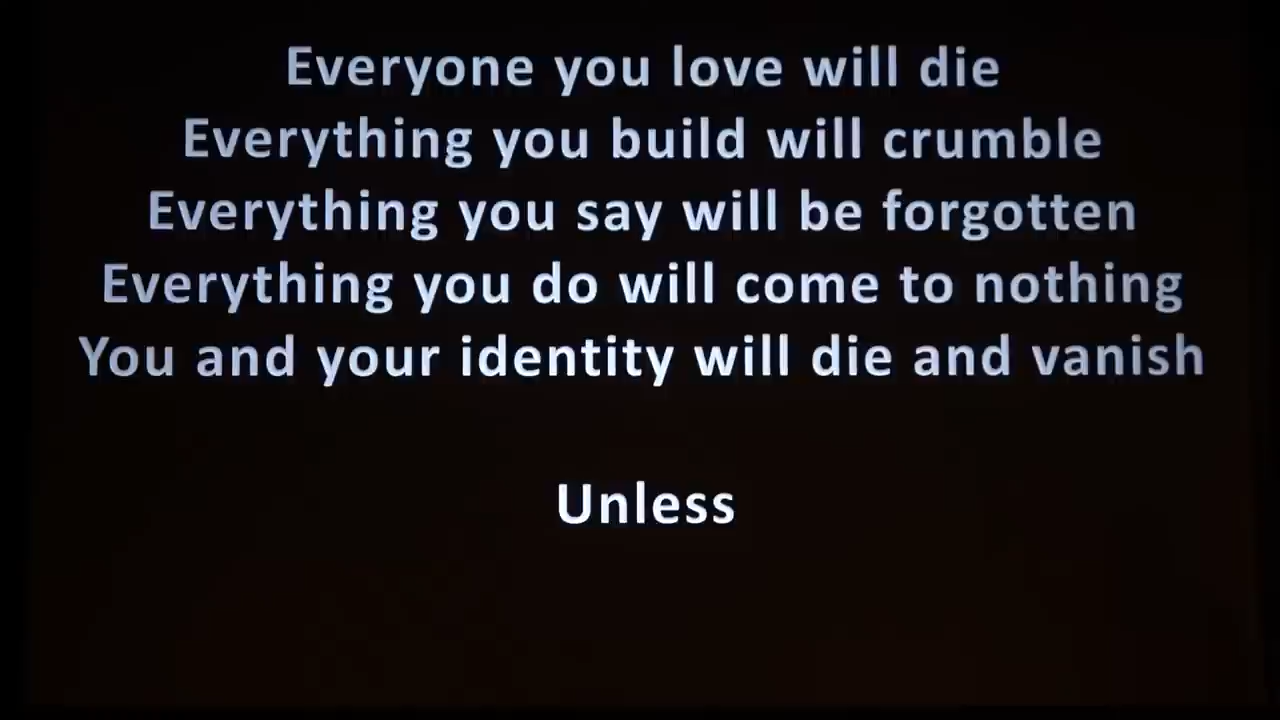 Everyone you love will die
Everything you build will crumble
Everything you say will be forgotten
Everything you do will come to nothing
You and your identity will die and vanish
Unless